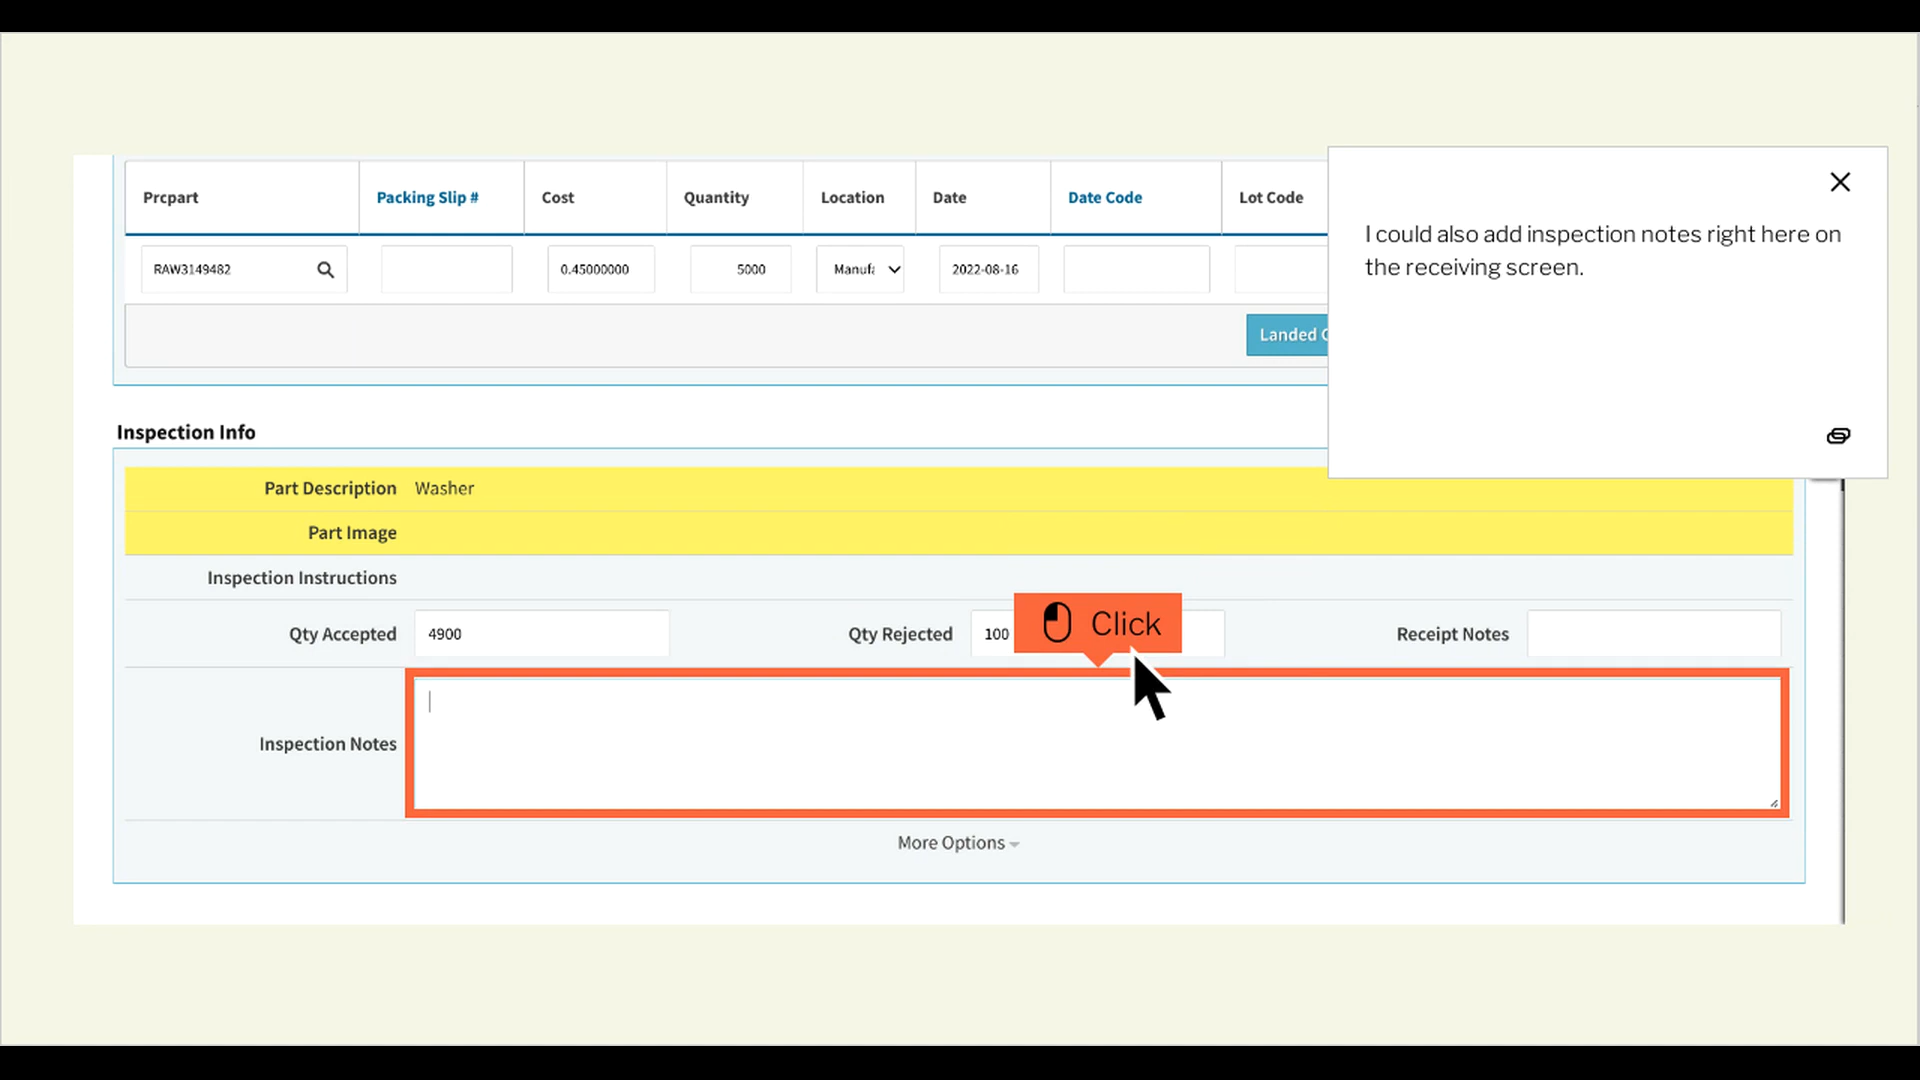 Prcpart Packing Slip # Cost Quantity Location Date Date Code Lot Code
RAW3149482 0.45000000 5000 Manuf 2022-08-16
Landed
I could also add inspection notes right here on
the receiving screen.
Inspection Info
Part Description Washer
Part Image
Inspection Instructions
Qty Accepted 4900 Qty Rejected 100 Click Receipt Notes
Inspection Notes
More Options